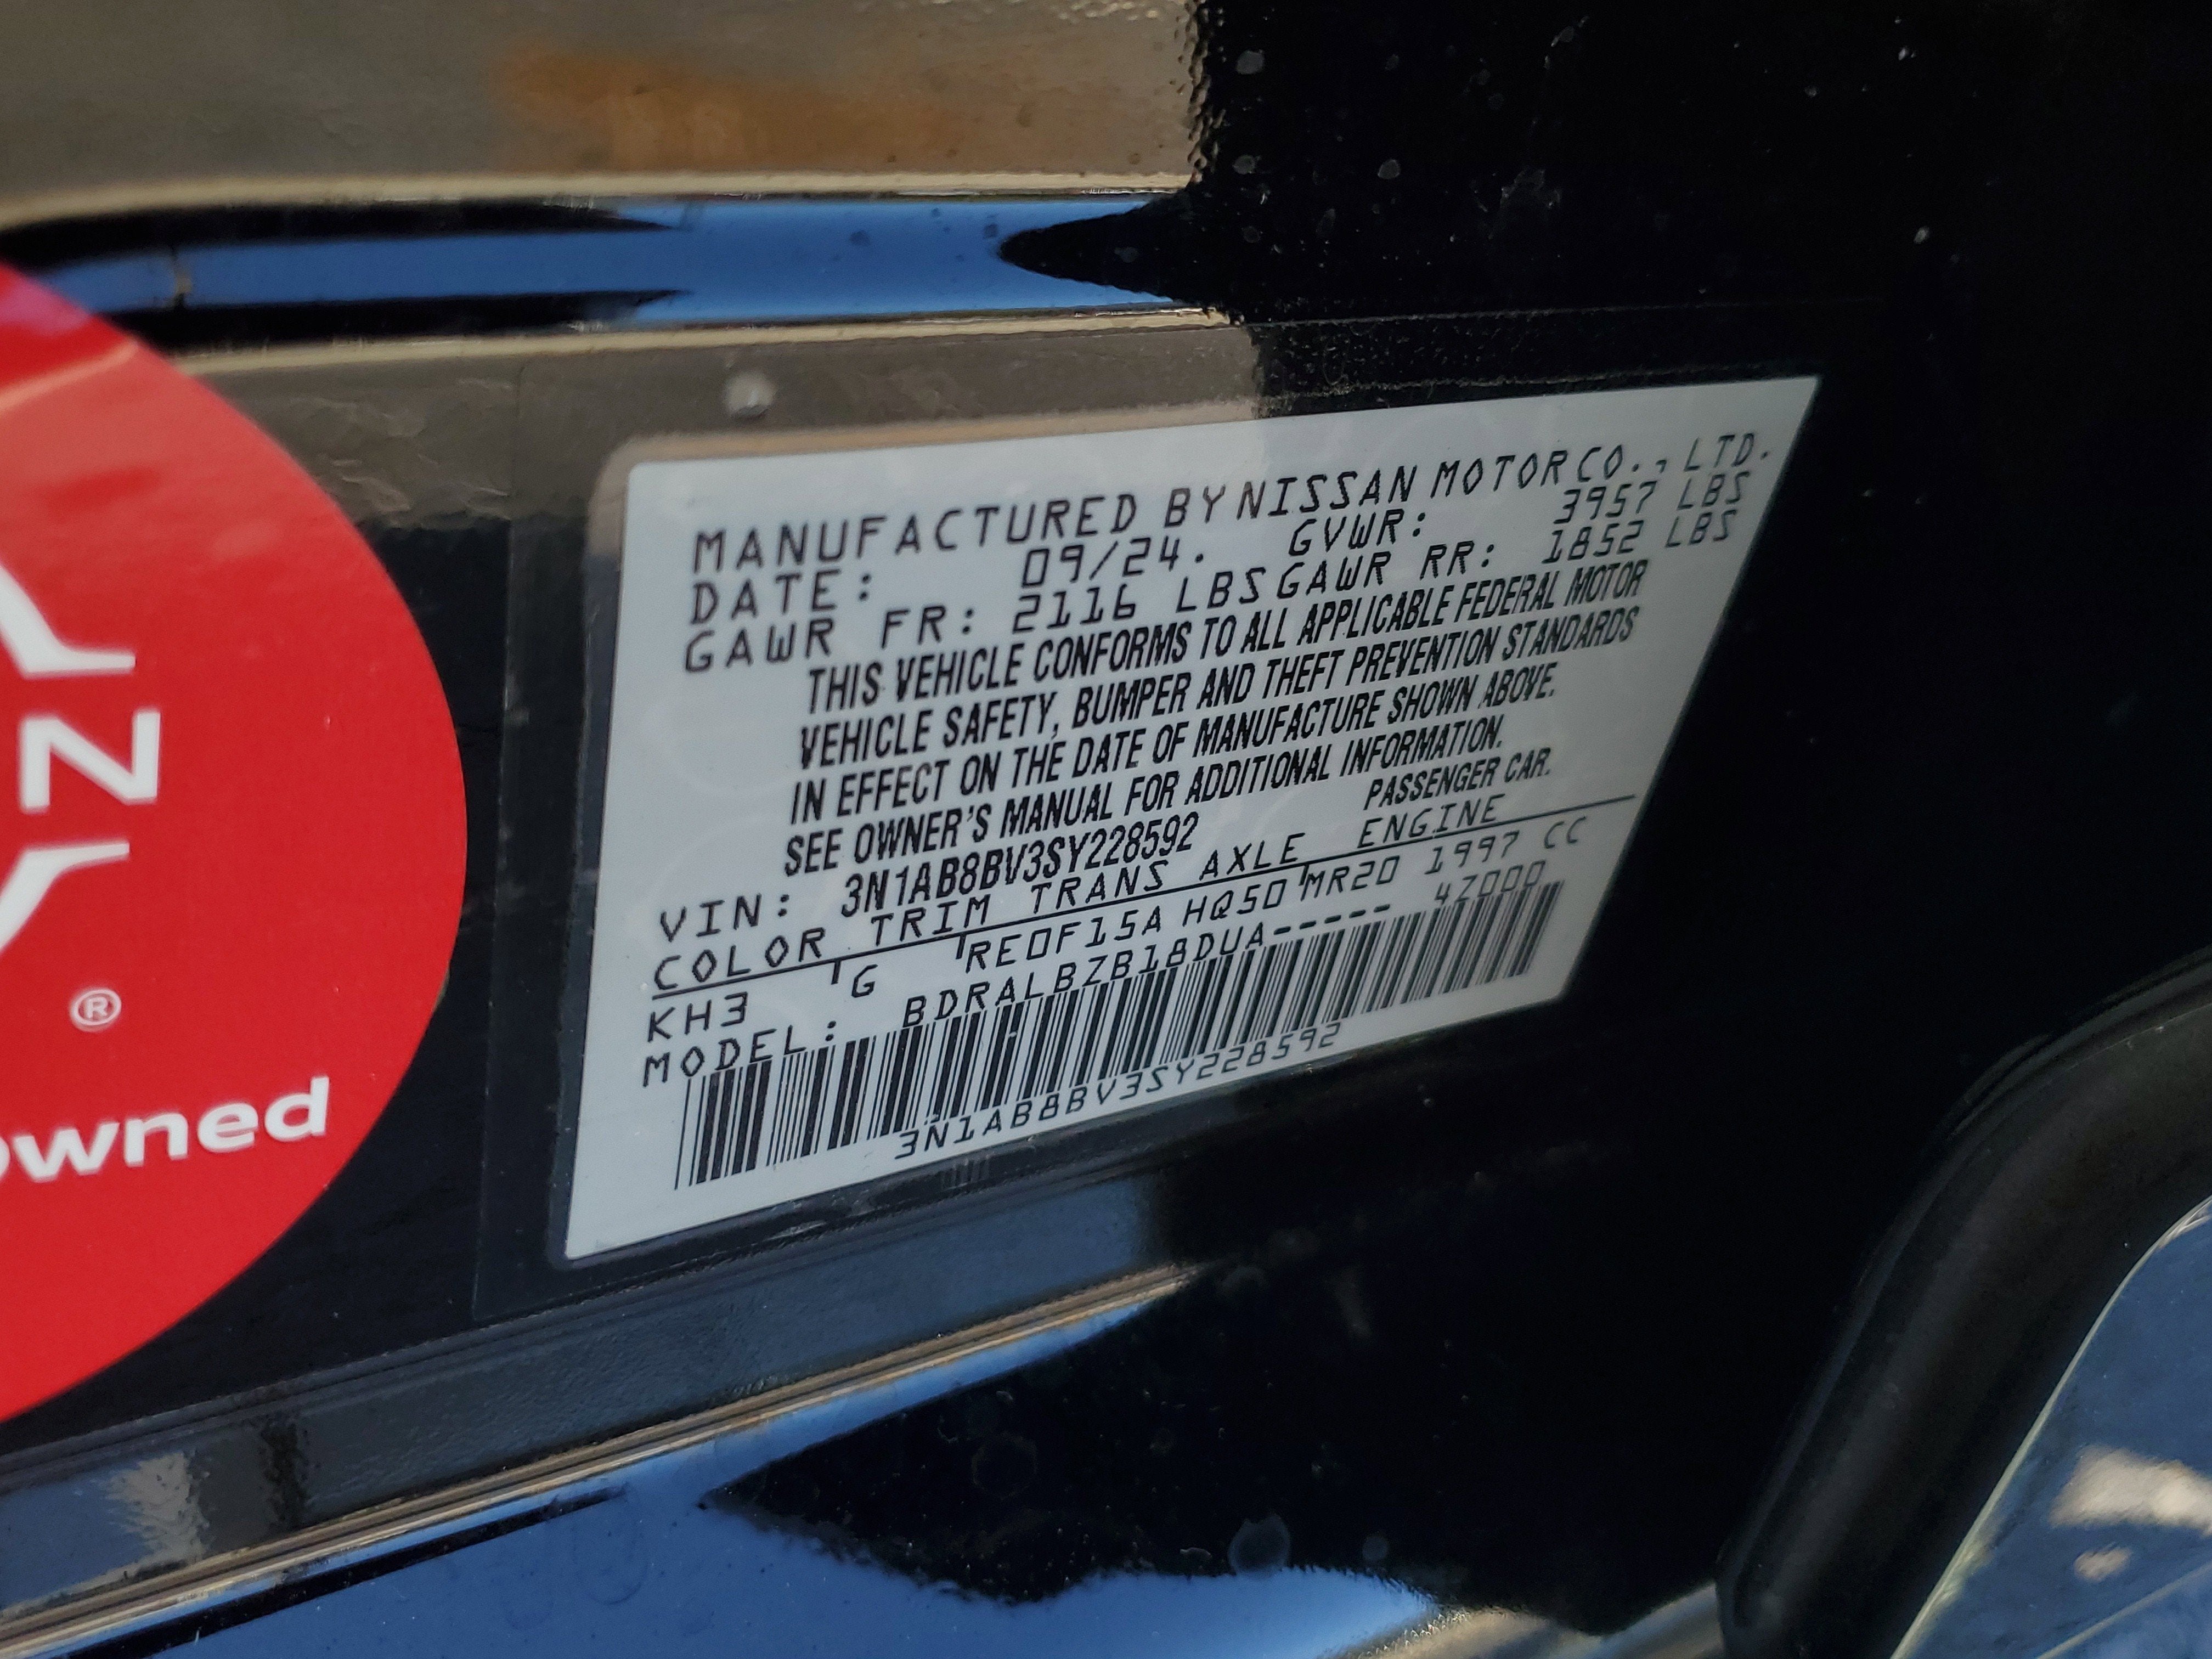 MANUFACTURED BY NISSAN MOTOR CO., LTD.
DATE: 09/24. GVWR: 3957 LBS
GAWR FR: 2116 LBS GAWR RR: 1852 LBS
THIS VEHICLE CONFORMS TO ALL APPLICABLE FEDERAL MOTOR
VEHICLE SAFETY, BUMPER AND THEFT PREVENTION STANDARDS
IN EFFECT ON THE DATE OF MANUFACTURE SHOWN ABOVE.
SEE OWNER'S MANUAL FOR ADDITIONAL INFORMATION.
VIN: 3N1AB8BV3SY228592 PASSENGER CAR.
COLOR TRIM TRANS AXLE ENGINE
KH3 G RE0F15A HQ50 MR20 1997 CC
MODEL: BDRALBZB18DUA----- 4Z000
3N1AB8BV3SY228592
N
®
owned